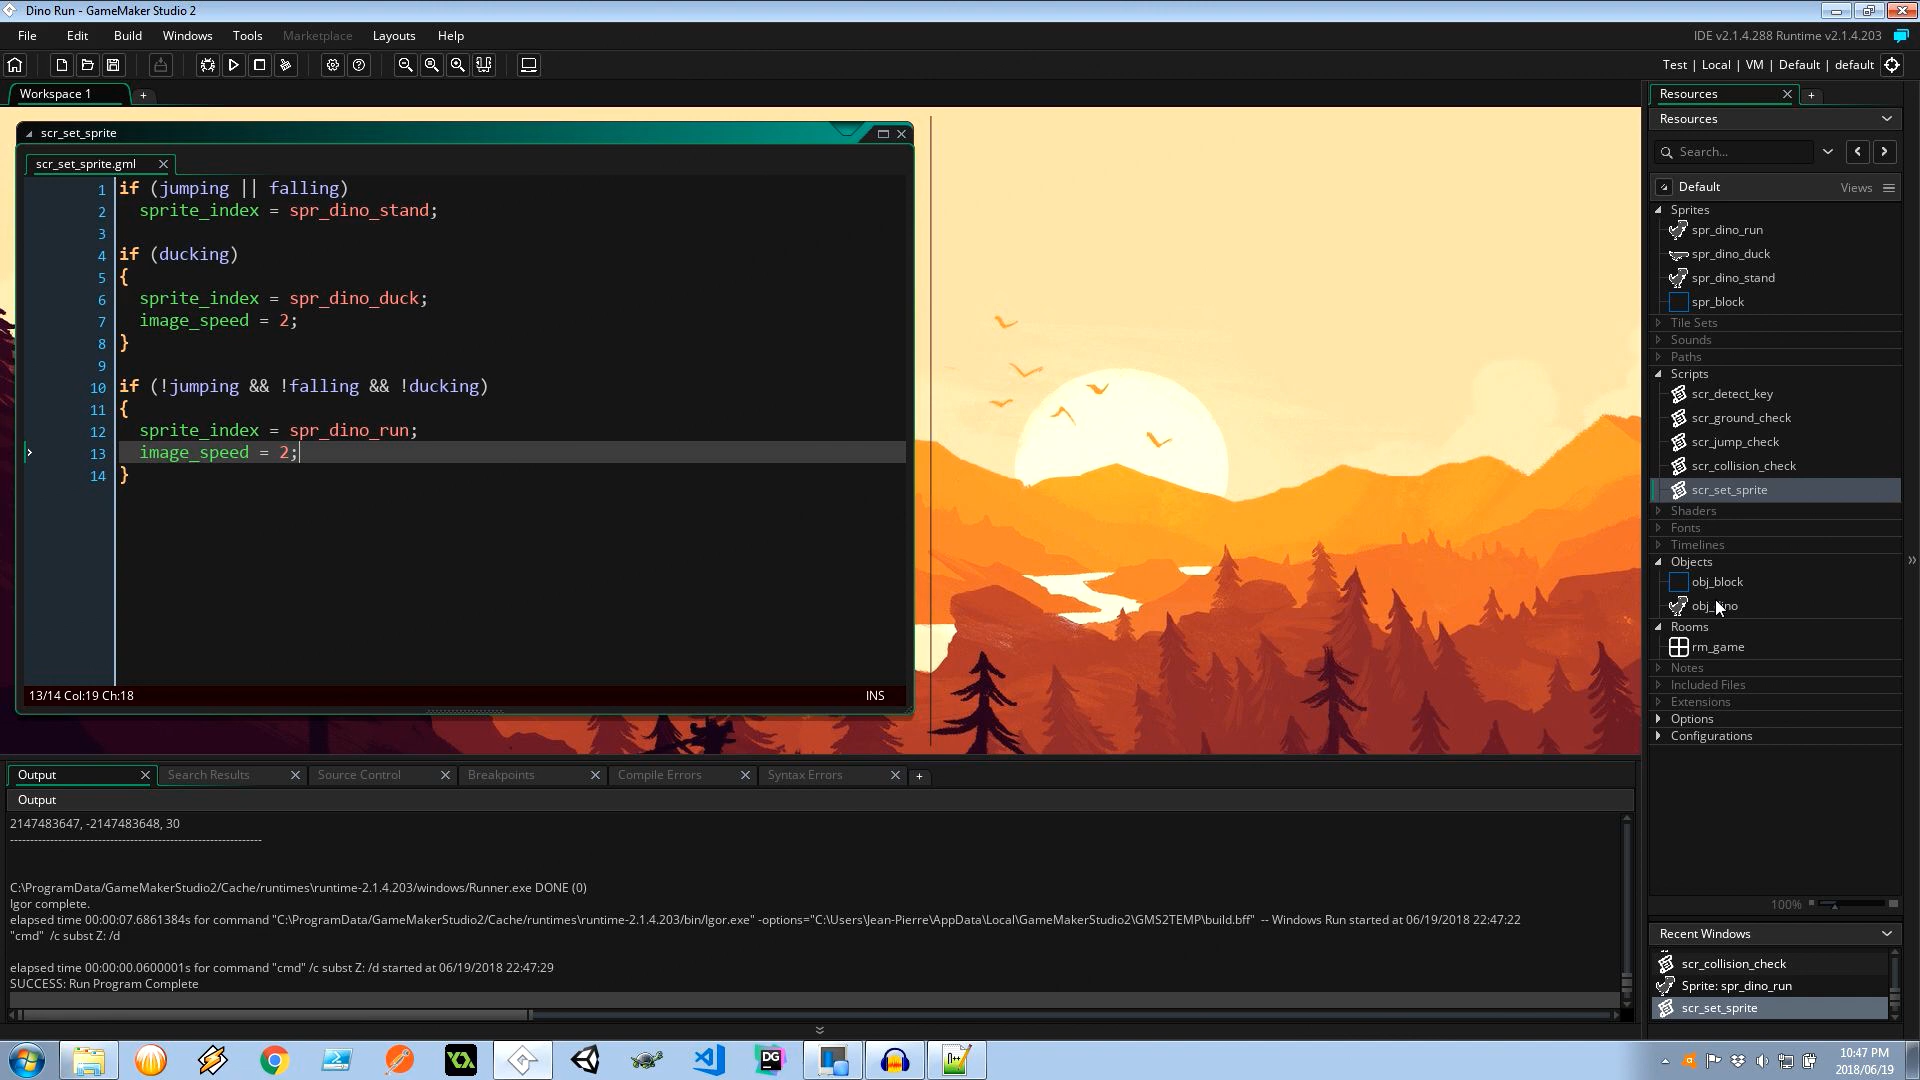 Dino Run - GameMaker Studio 2
File Edit Build Windows Tools Marketplace Layouts Help
IDE v2.1.4.288 Runtime v2.1.4.203
Test | Local | VM | Default | default
Workspace 1
scr_set_sprite
scr_set_sprite.gml
1 if (jumping || falling)
2 sprite_index = spr_dino_stand;
3
4 if (ducking)
5 {
6 sprite_index = spr_dino_duck;
7 image_speed = 2;
8 }
9
10 if (!jumping && !falling && !ducking)
11 {
12 sprite_index = spr_dino_run;
13 image_speed = 2;
14 }
13/14 Col:19 Ch:18
INS
Output Search Results Source Control Breakpoints Compile Errors Syntax Errors
Output
2147483647, -2147483648, 30
---------------------------------------------------------------
C:\ProgramData/GameMakerStudio2/Cache/runtimes\runtime-2.1.4.203/windows/Runner.exe DONE (0)
Igor complete.
elapsed time 00:00:07.6861384s for command "C:\ProgramData/GameMakerStudio2/Cache/runtimes\runtime-2.1.4.203/bin/Igor.exe" -options="C:\Users\Jean-Pierre\AppData\Local\GameMakerStudio2\GMS2TEMP\build.bff" -- Windows Run started at 06/19/2018 22:47:22
"cmd" /c subst Z: /d
elapsed time 00:00:00.0600001s for command "cmd" /c subst Z: /d started at 06/19/2018 22:47:29
SUCCESS: Run Program Complete
Resources
Resources
Search...
Default
Views
Sprites
spr_dino_run
spr_dino_duck
spr_dino_stand
spr_block
Tile Sets
Sounds
Paths
Scripts
scr_detect_key
scr_ground_check
scr_jump_check
scr_collision_check
scr_set_sprite
Shaders
Fonts
Timelines
Objects
obj_block
obj_dino
Rooms
rm_game
Notes
Included Files
Extensions
Options
Configurations
100%
Recent Windows
scr_collision_check
Sprite: spr_dino_run
scr_set_sprite
DG
n++
10:47 PM
2018/06/19